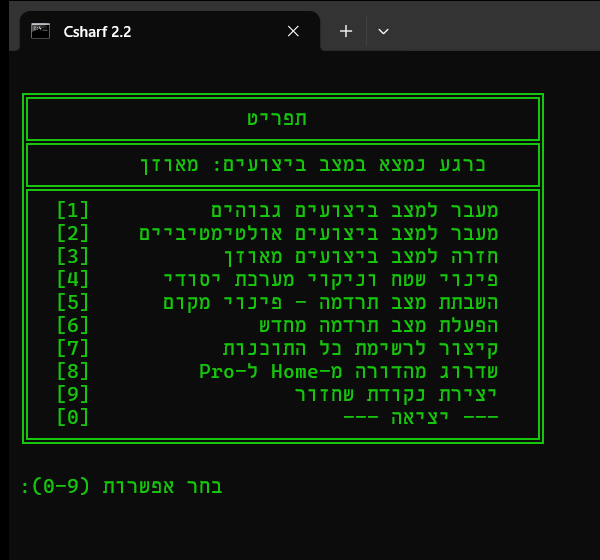 Csharf 2.2
תפריט
כרגע נמצא במצב ביצועים: מאוזן
[1] מעבר למצב ביצועים גבוהים
[2] מעבר למצב ביצועים אולטימטיביים
[3] חזרה למצב ביצועים מאוזן
[4] פינוי שטח וניקוי מערכת יסודי
[5] השבתת מצב תרדמה - פינוי מקום
[6] הפעלת מצב תרדמה מחדש
[7] קיצור לרשימת כל התוכנות
[8] שדרוג מהדורה מ-Home ל-Pro
[9] יצירת נקודת שחזור
[0] --- יציאה ---
בחר אפשרות (0-9):